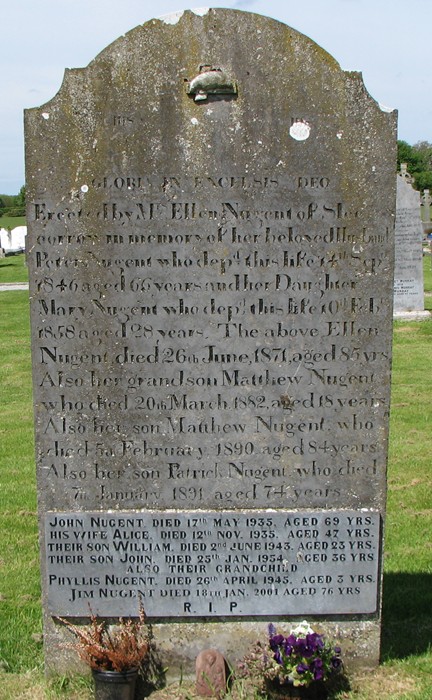 IHS
GLORIA IN EXCELSIS DEO
Erected by Mrs Ellen Nugent of Slee
corrow in memory of her beloved Husband
Peter Nugent who depd this life 14th Sepr
1846 aged 66 years and her Daughter
Mary Nugent who depd this life 10th Feby
1858 aged 28 years. The above Ellen
Nugent died 26th June, 1871, aged 85 yrs
Also her grandson Matthew Nugent
who died 20th March 1882, aged 18 years
Also her son Matthew Nugent who
died 5th February 1890 aged 84 years
Also her son Patrick Nugent who died
7th January 1891 aged 74 years
JOHN NUGENT, DIED 17TH MAY 1933, AGED 69 YRS.
HIS WIFE ALICE, DIED 12TH NOV. 1935, AGED 47 YRS.
THEIR SON WILLIAM, DIED 2ND JUNE 1943, AGED 23 YRS.
THEIR SON JOHN, DIED 25TH JAN. 1954, AGED 36 YRS
ALSO THEIR GRANDCHILD
PHYLLIS NUGENT, DIED 26TH APRIL 1945, AGED 3 YRS.
JIM NUGENT DIED 18TH JAN. 2001 AGED 76 YRS
R. I. P.